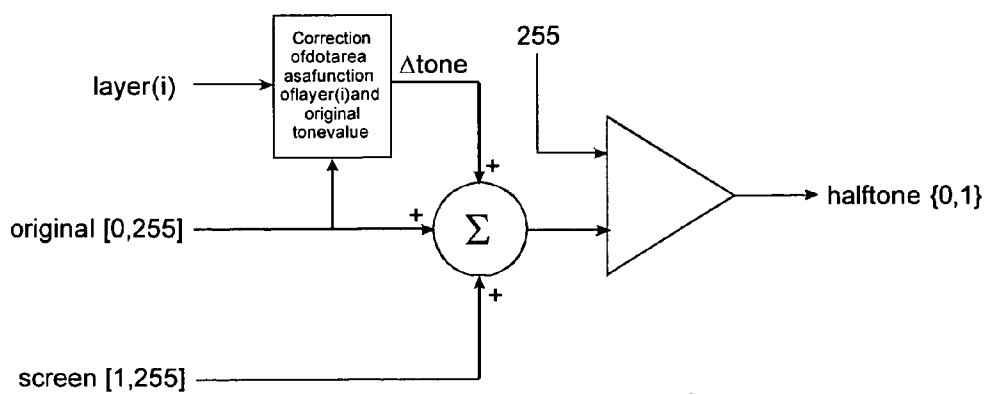 Correction
ofdotarea
asafunction
oflayer(i)and
original
tonevalue
Δtone
255
layer(i)
+
halftone {0,1}
original [0,255]
+
Σ
+
screen [1,255]